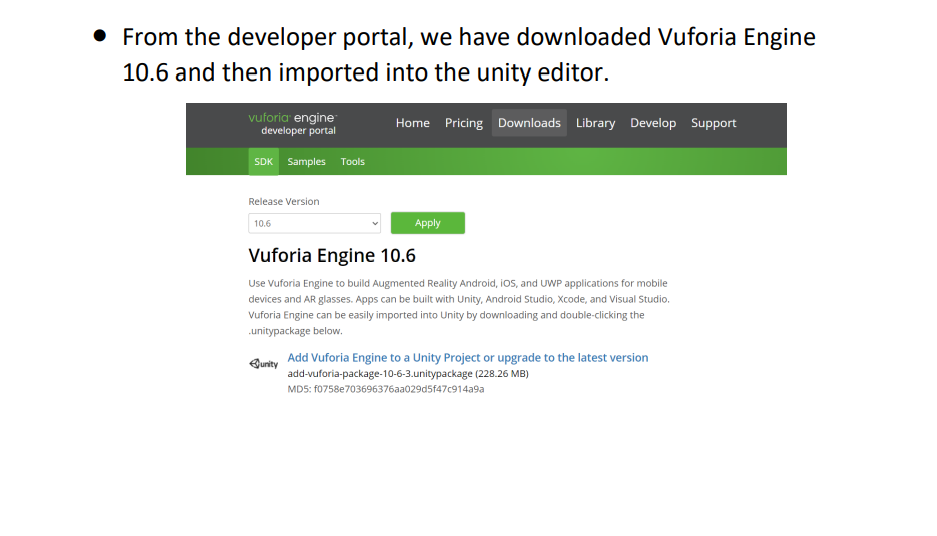 ● From the developer portal, we have downloaded Vuforia Engine
10.6 and then imported into the unity editor.
vuforia engine
developer portal
Home Pricing Downloads Library Develop Support
SDK Samples Tools
Release Version
10.6 Apply
Vuforia Engine 10.6
Use Vuforia Engine to build Augmented Reality Android, iOS, and UWP applications for mobile
devices and AR glasses. Apps can be built with Unity, Android Studio, Xcode, and Visual Studio.
Vuforia Engine can be easily imported into Unity by downloading and double-clicking the
.unitypackage below.
unity Add Vuforia Engine to a Unity Project or upgrade to the latest version
add-vuforia-package-10-6-3.unitypackage (228.26 MB)
MD5: f0758e703696376aa029d5f47c914a9a